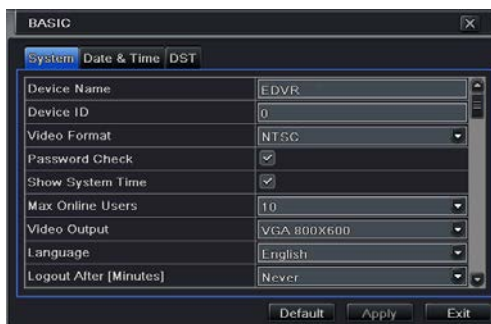 BASIC
System Date & Time DST
Device Name EDVR
Device ID 0
Video Format NTSC
Password Check
Show System Time
Max Online Users 10
Video Output VGA 800X600
Language English
Logout After [Minutes] Never
Default Apply Exit